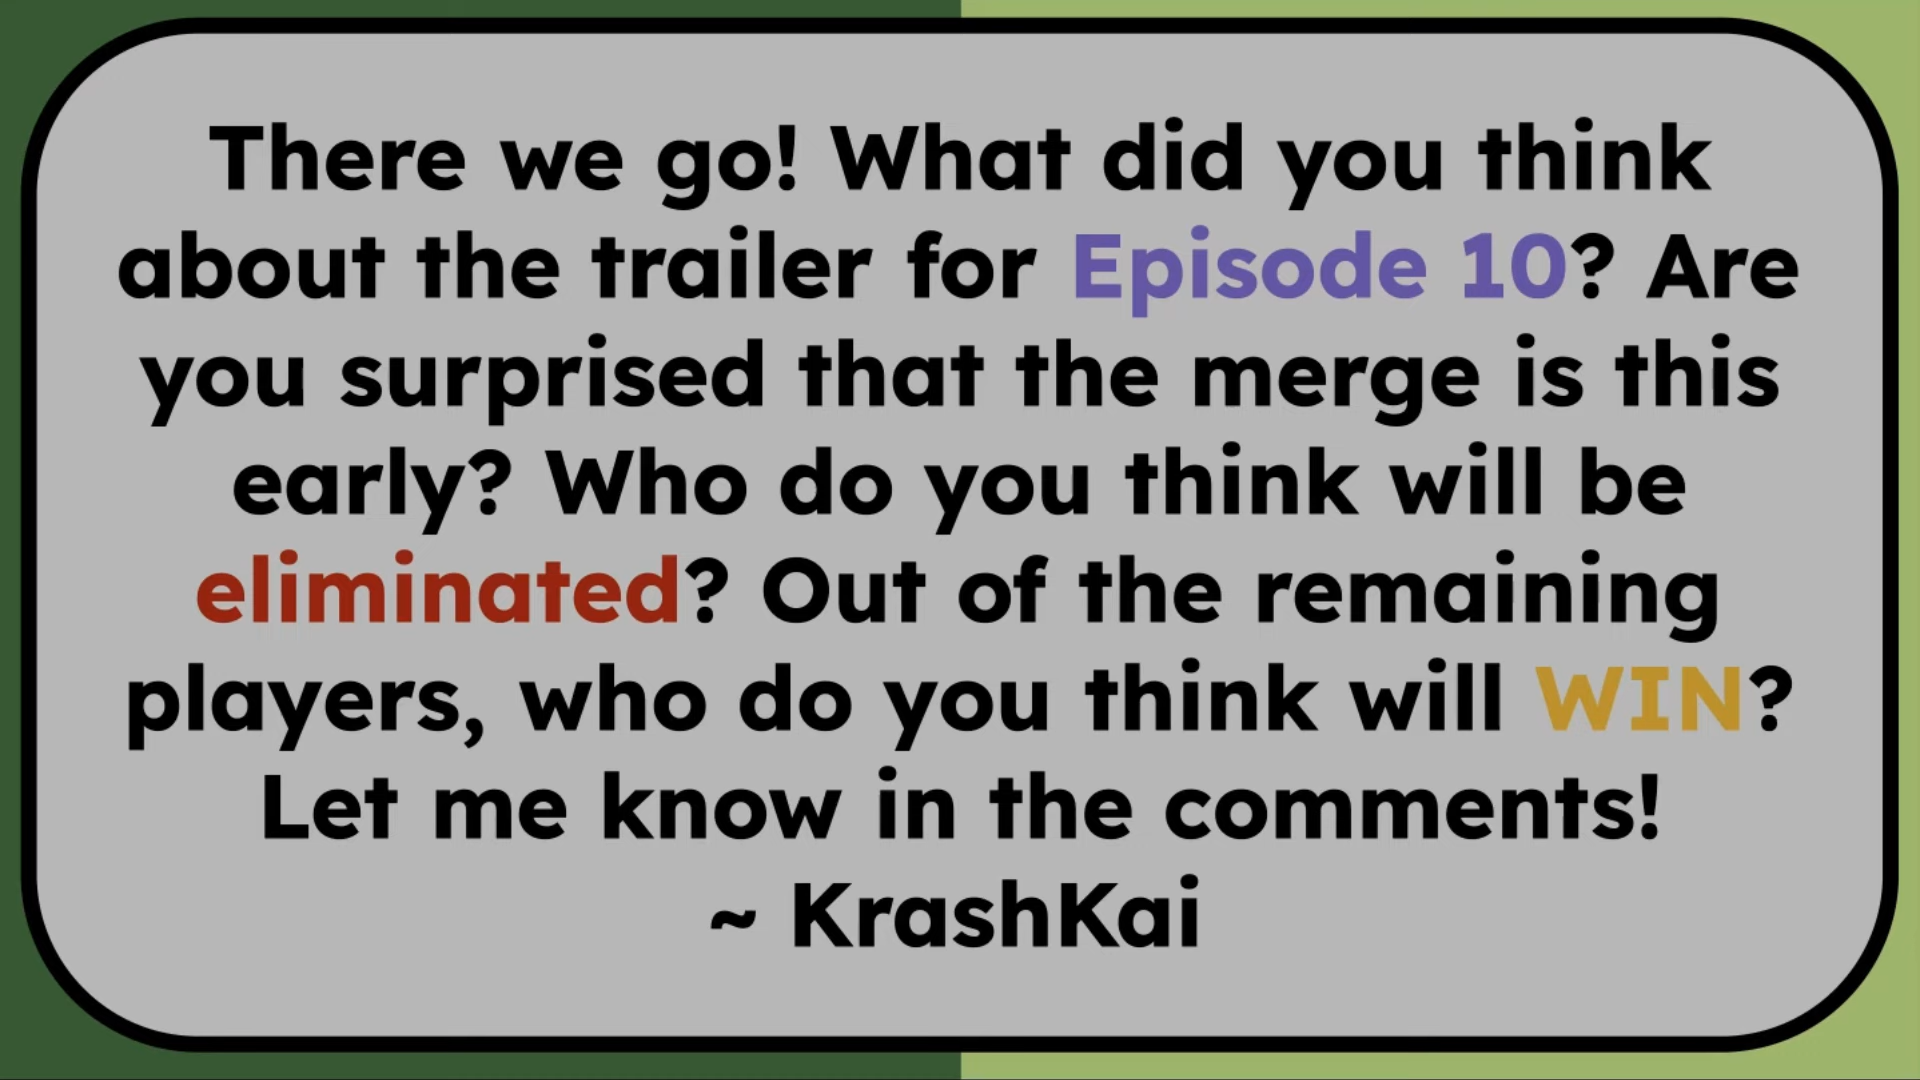 There we go! What did you think
about the trailer for Episode 10? Are
you surprised that the merge is this
early? Who do you think will be
eliminated? Out of the remaining
players, who do you think will WIN?
Let me know in the comments!
~ KrashKai